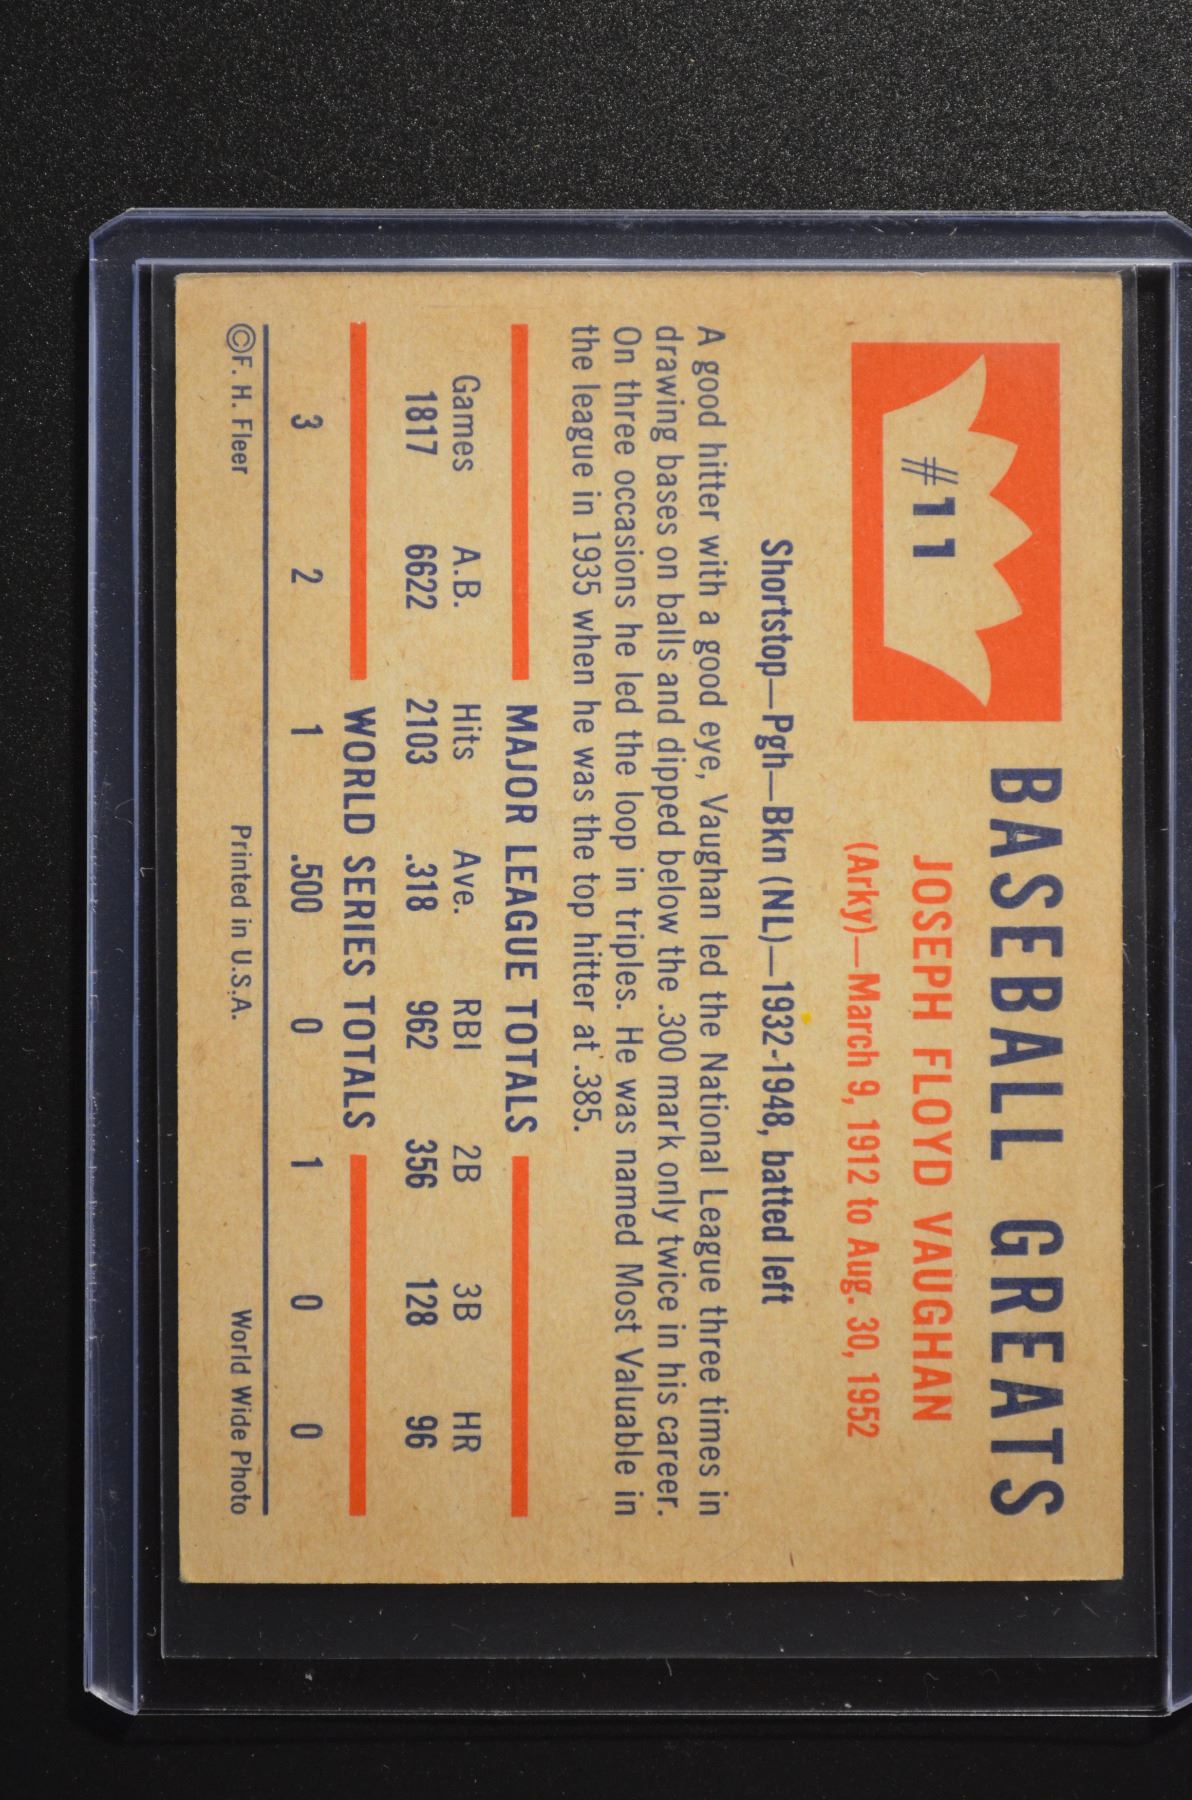 #11
BASEBALL GREATS
JOSEPH FLOYD VAUGHAN
(Arky)—March 9, 1912 to Aug. 30, 1952
Shortstop—Pgh—Bkn (NL)—1932-1948, batted left
A good hitter with a good eye, Vaughan led the National League three times in
drawing bases on balls and dipped below the .300 mark only twice in his career.
On three occasions he led the loop in triples. He was named Most Valuable in
the league in 1935 when he was the top hitter at .385.
MAJOR LEAGUE TOTALS
Games A.B. Hits Ave. RBI 2B 3B HR
1817 6622 2103 .318 962 356 128 96
WORLD SERIES TOTALS
3 2 1 .500 0 1 0 0
©F. H. Fleer Printed in U.S.A. World Wide Photo